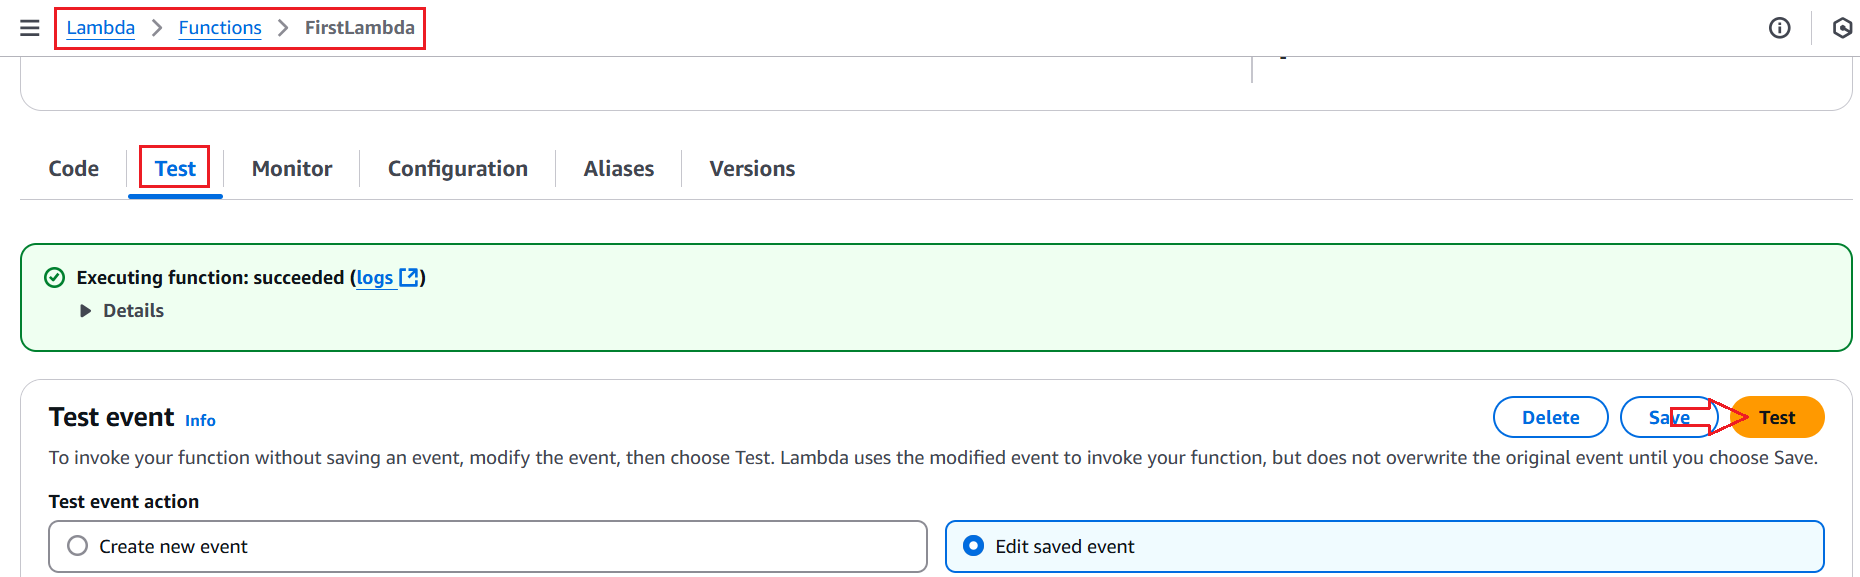 Lambda > Functions > FirstLambda
Code Test Monitor Configuration Aliases Versions
Executing function: succeeded (logs)
Details
Test event Info Delete Save Test
To invoke your function without saving an event, modify the event, then choose Test. Lambda uses the modified event to invoke your function, but does not overwrite the original event until you choose Save.
Test event action
Create new event Edit saved event